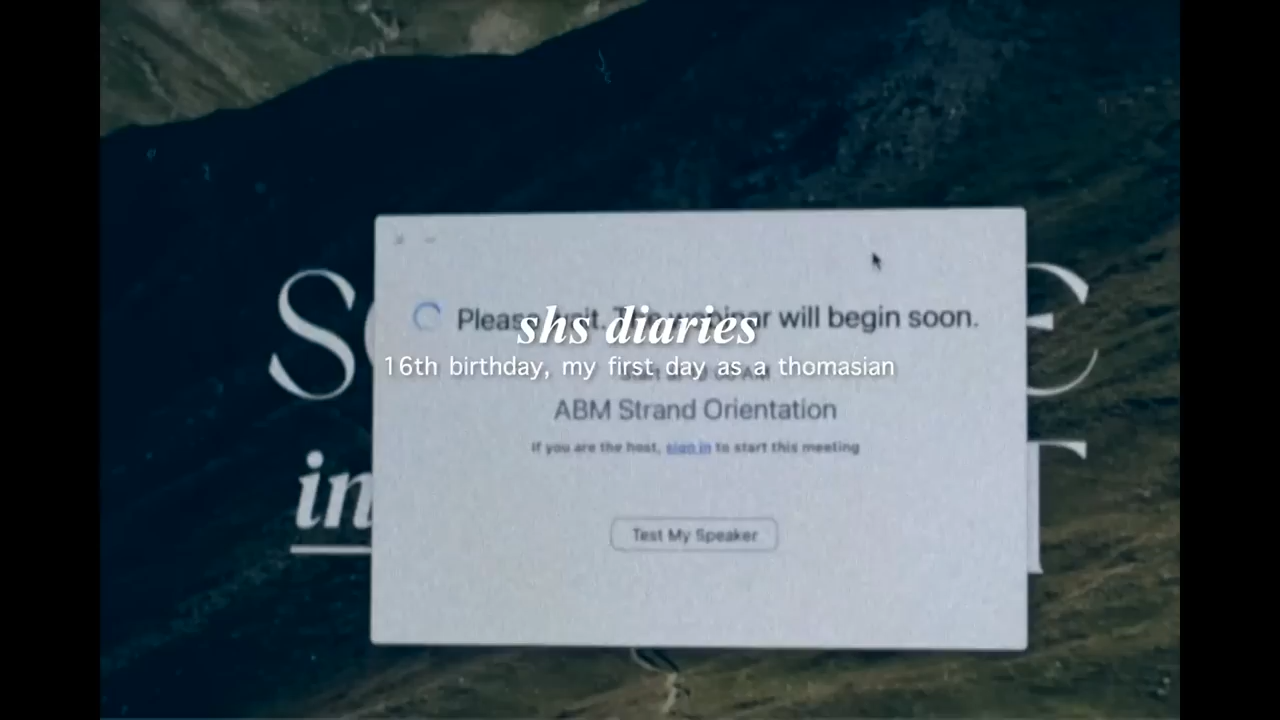 Please wait. The webinar will begin soon.
shs diaries
16th birthday, my first day as a thomasian
ABM Strand Orientation
If you are the host, sign in to start this meeting
in
Test My Speaker